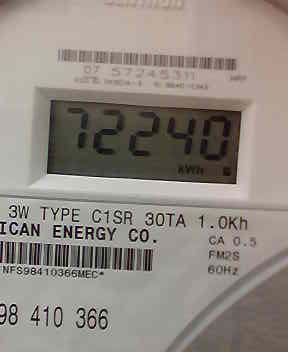 07 57245311
72240
kWh
3W TYPE C1SR 30TA 1.0Kh
ICAN ENERGY CO.
CA 0.5
FM2S
NFS98410366MEC*
60Hz
98 410 366